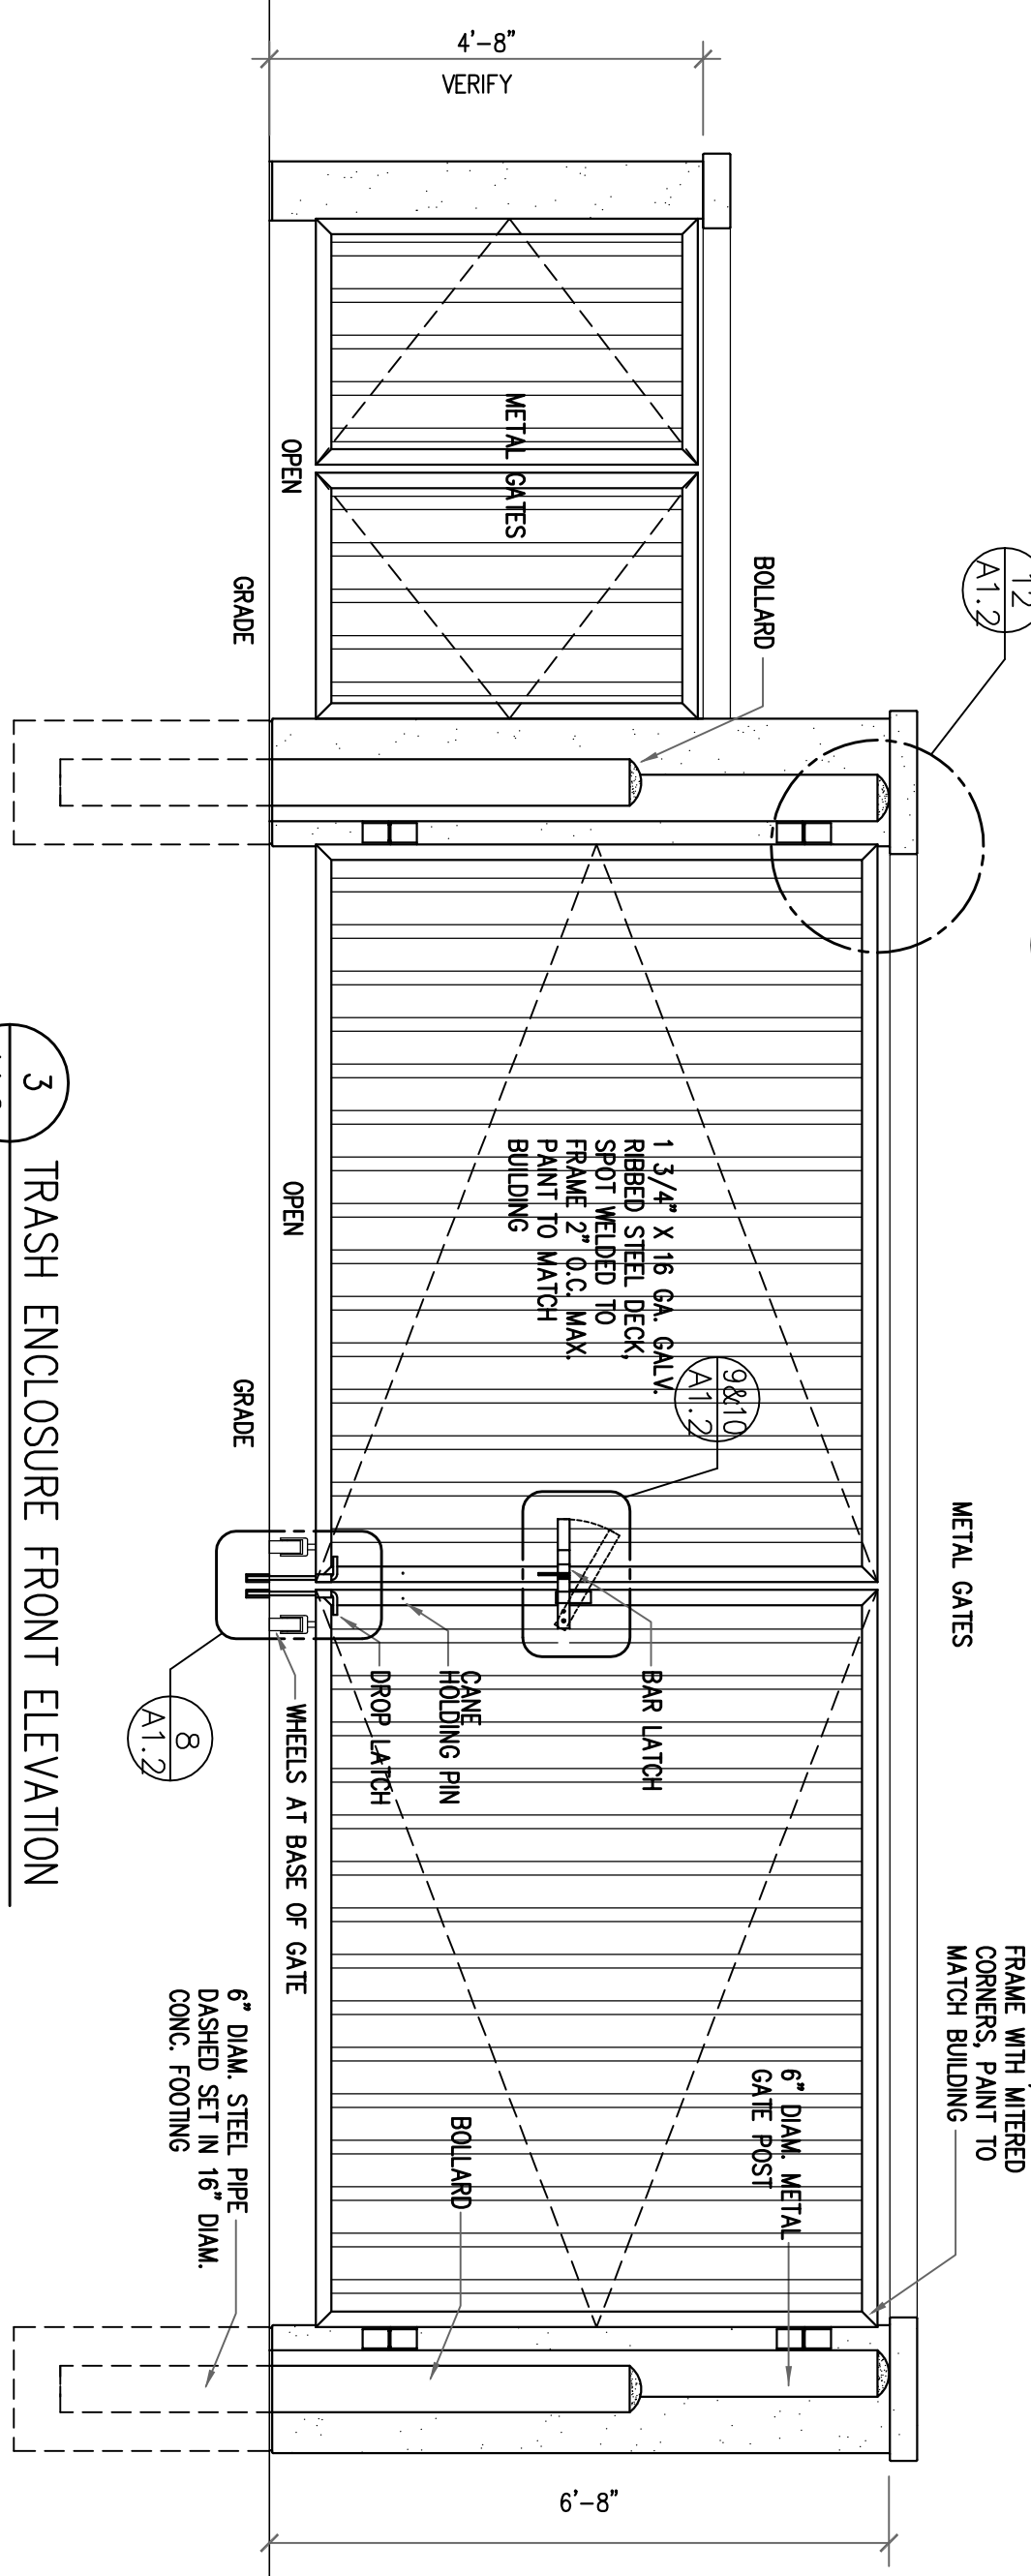 FRAME WITH MITERED
CORNERS, PAINT TO
MATCH BUILDING
12
A1.2
METAL GATES
BOLLARD
6" DIAM. METAL
GATE POST
4'-8"
VERIFY
METAL GATES
1 3/4" X 16 GA. GALV.
RIBBED STEEL DECK,
SPOT WELDED TO
FRAME 2" O.C. MAX.
PAINT TO MATCH
BUILDING
9&10
A1.2
BAR LATCH
6'-8"
CANE
HOLDING PIN
DROP LATCH
BOLLARD
OPEN
OPEN
WHEELS AT BASE OF GATE
GRADE
GRADE
6" DIAM. STEEL PIPE
DASHED SET IN 16" DIAM.
CONC. FOOTING
8
A1.2
3
TRASH ENCLOSURE FRONT ELEVATION